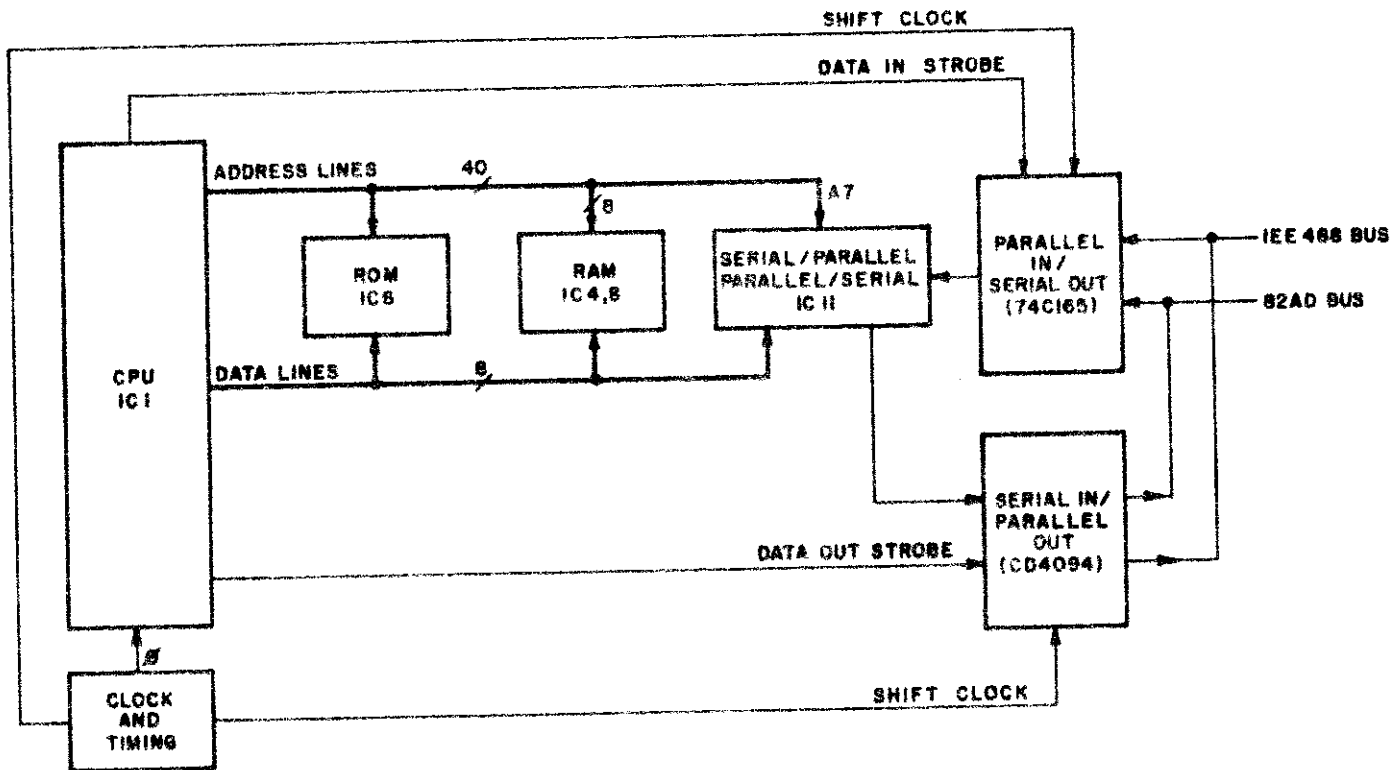 SHIFT CLOCK
DATA IN STROBE
ADDRESS LINES
40
8
A7
ROM
IC6
RAM
IC4,8
SERIAL/PARALLEL
PARALLEL/SERIAL
IC11
PARALLEL
IN/
SERIAL OUT
(74C165)
IEE 488 BUS
82AD BUS
CPU
IC1
DATA LINES
8
SERIAL IN/
PARALLEL
OUT
(CD4094)
DATA OUT STROBE
Ø
CLOCK
AND
TIMING
SHIFT CLOCK